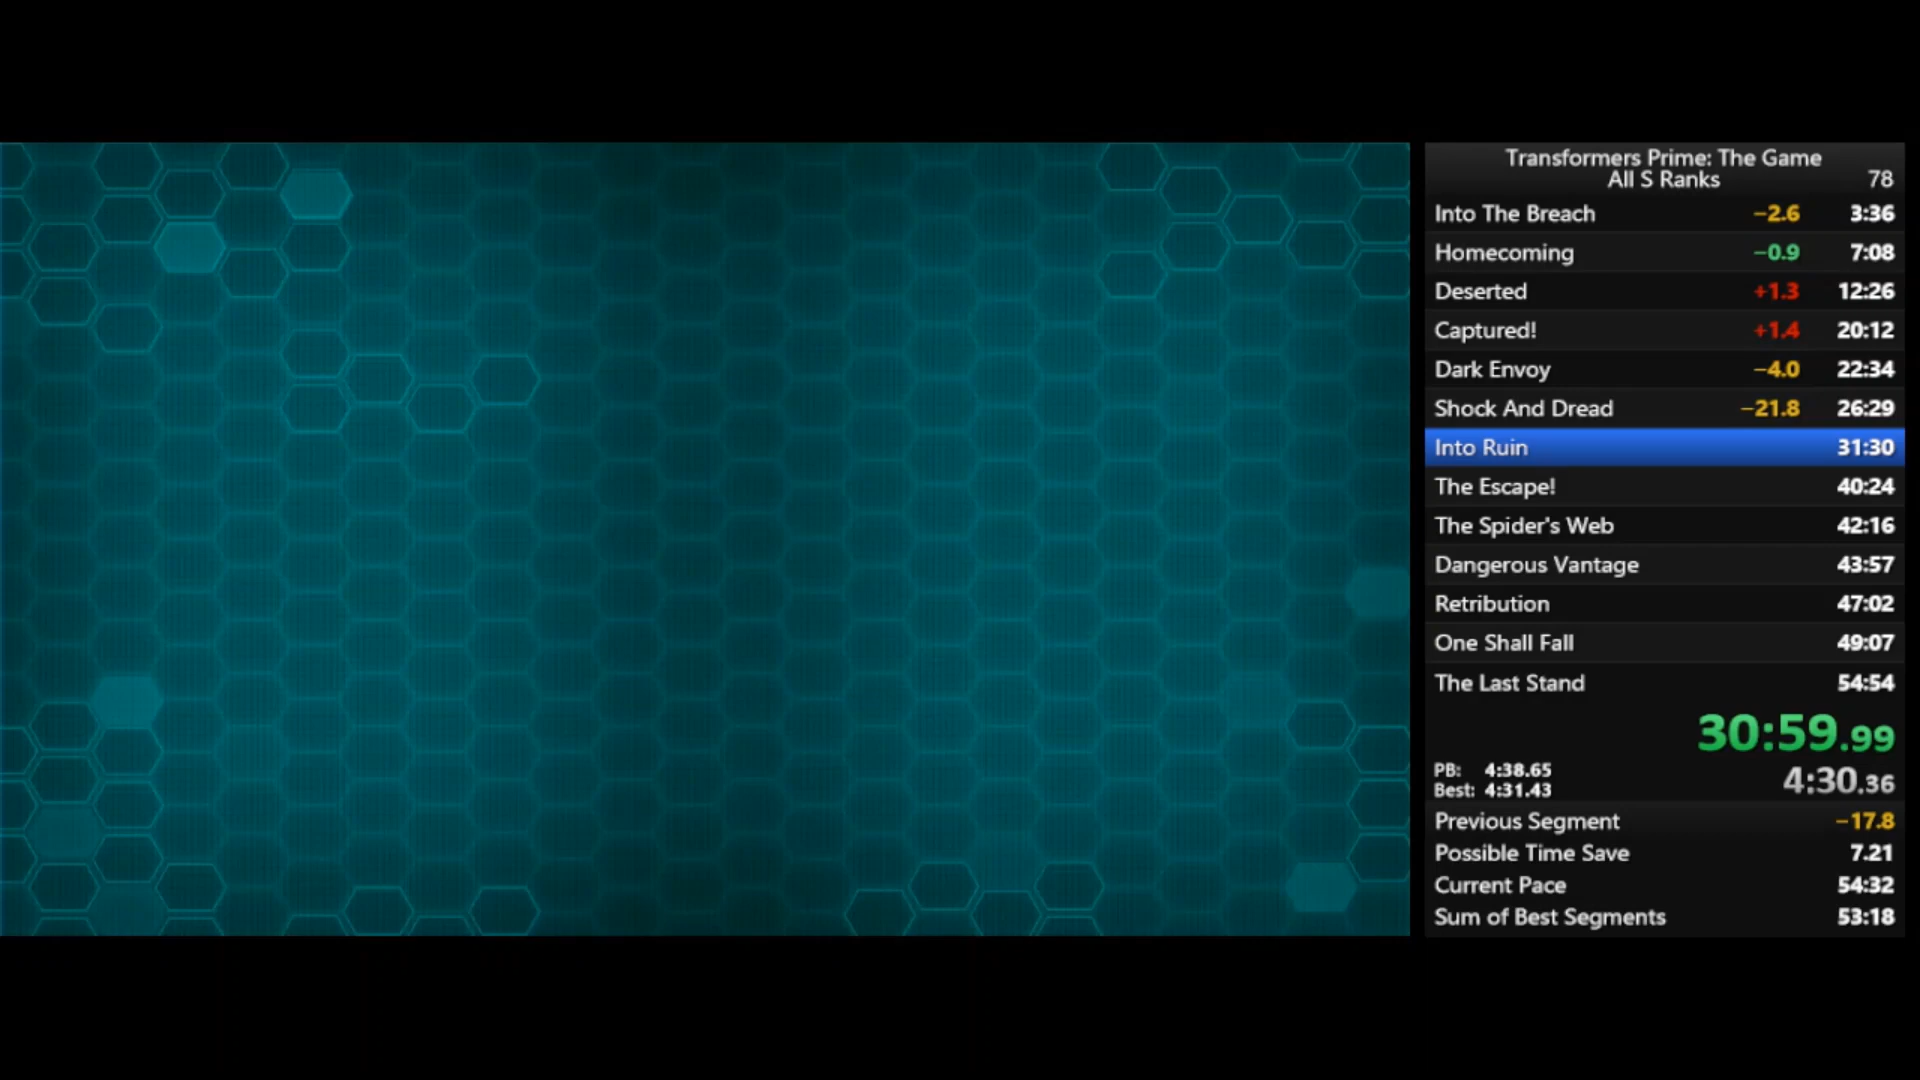 Transformers Prime: The Game
All S Ranks 78
Into The Breach −2.6 3:36
Homecoming −0.9 7:08
Deserted +1.3 12:26
Captured! +1.4 20:12
Dark Envoy −4.0 22:34
Shock And Dread −21.8 26:29
Into Ruin 31:30
The Escape! 40:24
The Spider's Web 42:16
Dangerous Vantage 43:57
Retribution 47:02
One Shall Fall 49:07
The Last Stand 54:54
30:59.99
PB: 4:38.65
Best: 4:31.43
4:30.36
Previous Segment −17.8
Possible Time Save 7.21
Current Pace 54:32
Sum of Best Segments 53:18